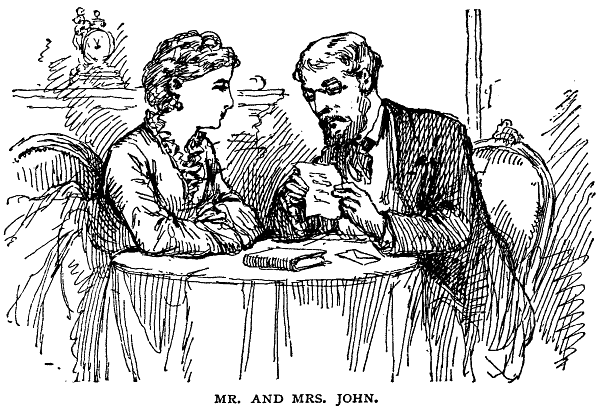 MR. AND MRS. JOHN.